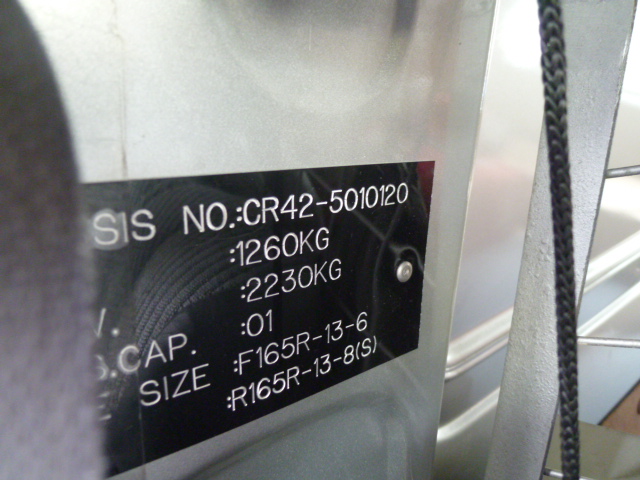 SIS NO.:CR42-5010120
:1260KG
V. :2230KG
S.CAP. :01
E SIZE :F165R-13-6
:R165R-13-8(S)